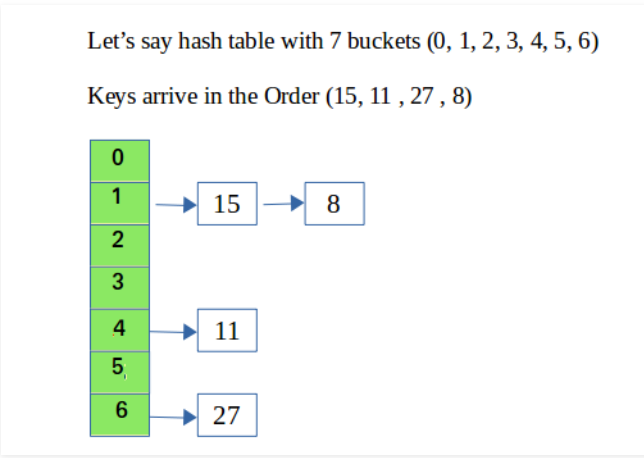 Let’s say hash table with 7 buckets (0, 1, 2, 3, 4, 5, 6)
Keys arrive in the Order (15, 11 , 27 , 8)
0
1 15 8
2
3
4 11
5
6 27